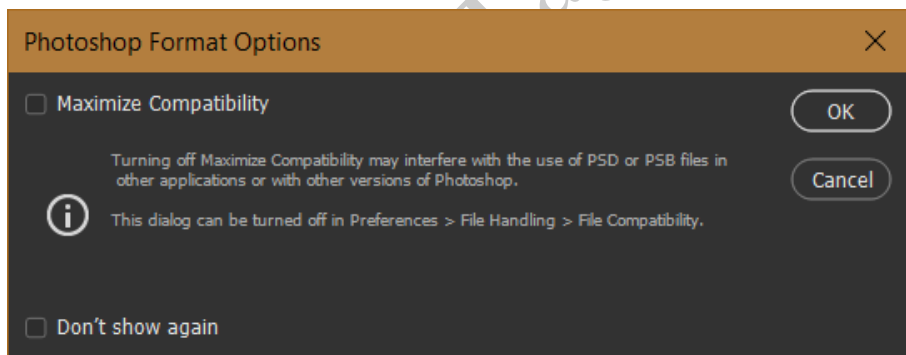 Photoshop Format Options
Maximize Compatibility
OK
Turning off Maximize Compatibility may interfere with the use of PSD or PSB files in
other applications or with other versions of Photoshop.
Cancel
This dialog can be turned off in Preferences > File Handling > File Compatibility.
Don't show again